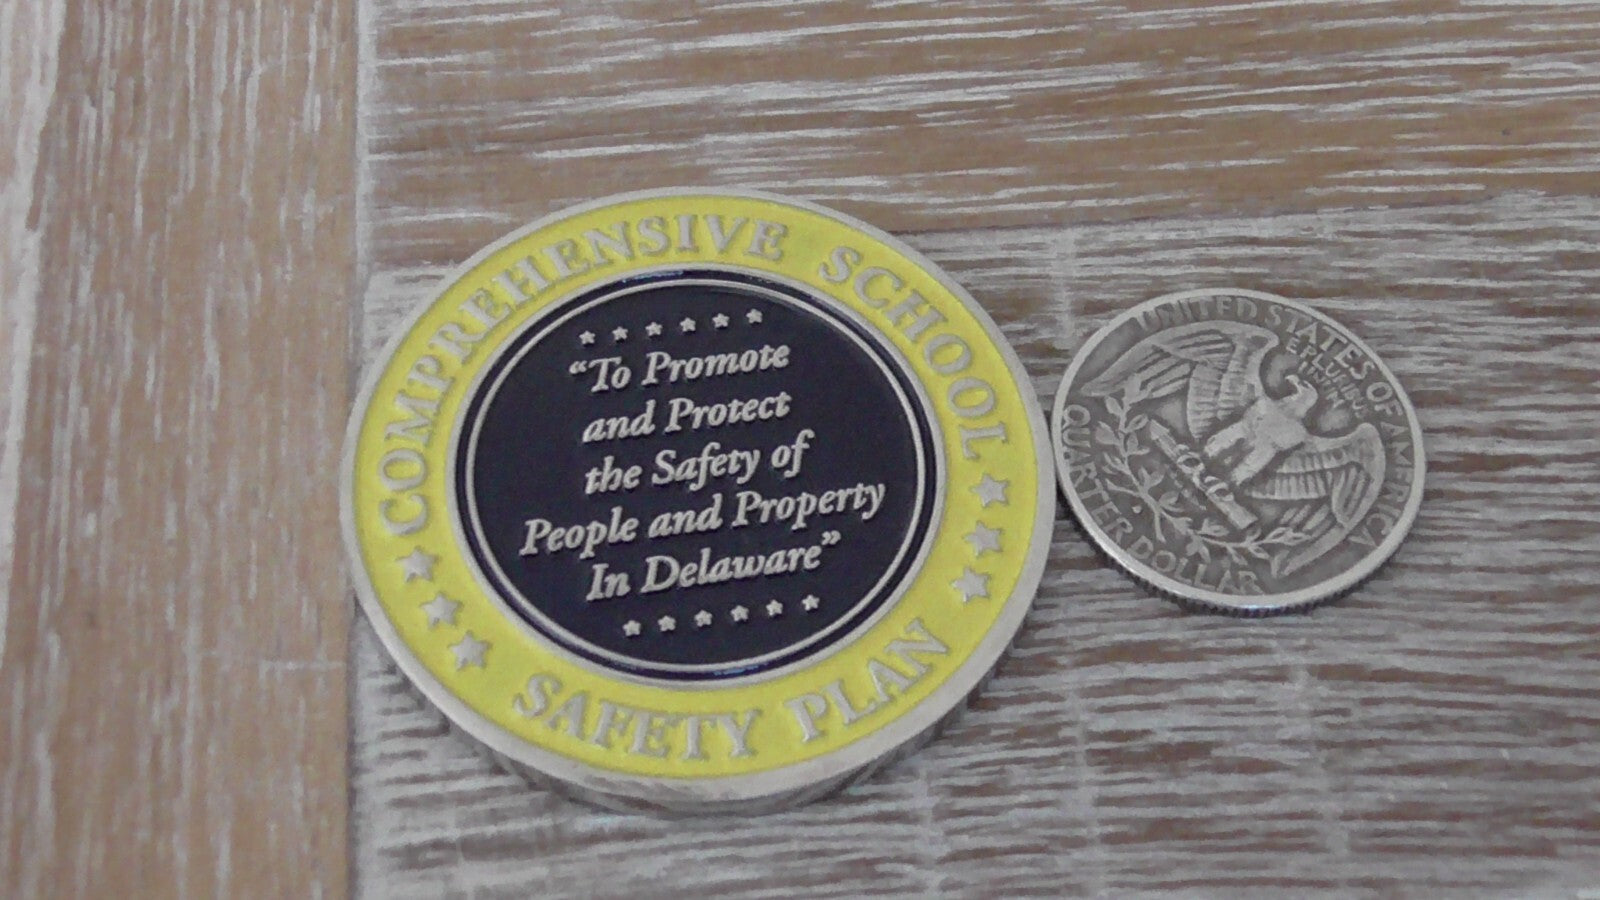 COMPREHENSIVE SCHOOL
"To Promote
and Protect
the Safety of
People and Property
In Delaware"
SAFETY PLAN
UNITED STATES OF AMERICA
E PLURIBUS
UNUM
QUARTER DOLLAR